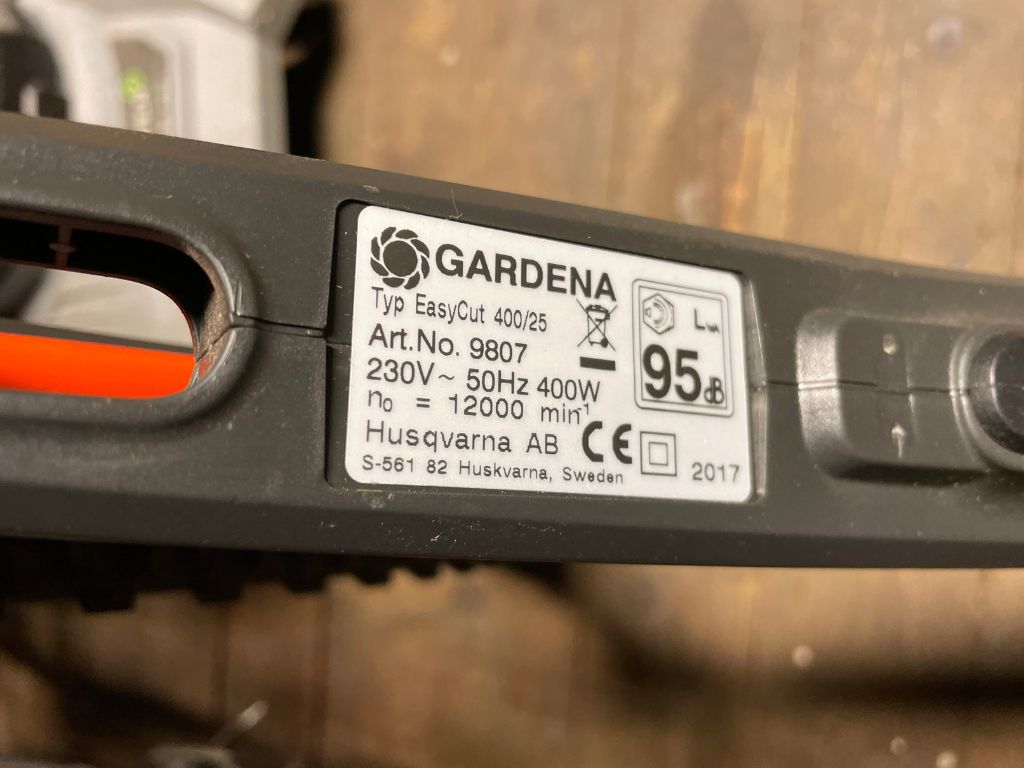 GARDENA
Typ EasyCut 400/25
Art.No. 9807
230V~ 50Hz 400W
n₀ = 12000 min⁻¹
Husqvarna AB
S-561 82 Huskvarna, Sweden
CE
LWA
95dB
2017